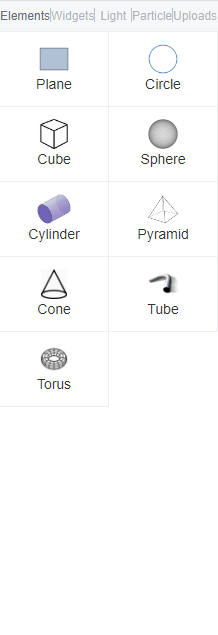 Elements Widgets Light Particle Uploads
Plane Circle
Cube Sphere
Cylinder Pyramid
Cone Tube
Torus